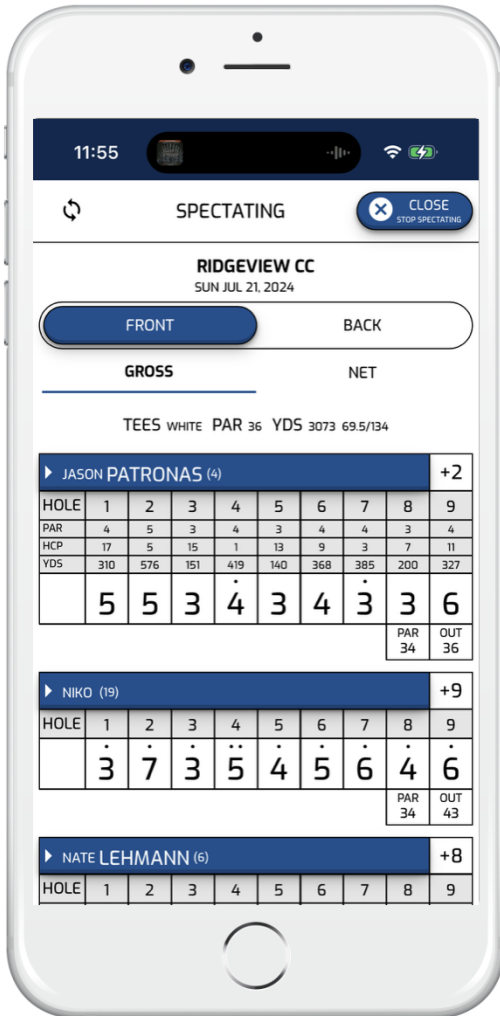 11:55
SPECTATING
CLOSE
STOP SPECTATING
RIDGEVIEW CC
SUN JUL 21, 2024
FRONT BACK
GROSS NET
TEES WHITE PAR 36 YDS 3073 69.5/134
JASON PATRONAS (4) +2
HOLE 1 2 3 4 5 6 7 8 9
PAR 4 5 3 4 3 4 4 3 4
HCP 17 5 15 1 13 9 3 7 11
YDS 310 576 151 419 140 368 385 200 327
5 5 3 4 3 4 3 3 6
PAR OUT
34 36
NIKO (19) +9
HOLE 1 2 3 4 5 6 7 8 9
3 7 3 5 4 5 6 4 6
PAR OUT
34 43
NATE LEHMANN (6) +8
HOLE 1 2 3 4 5 6 7 8 9